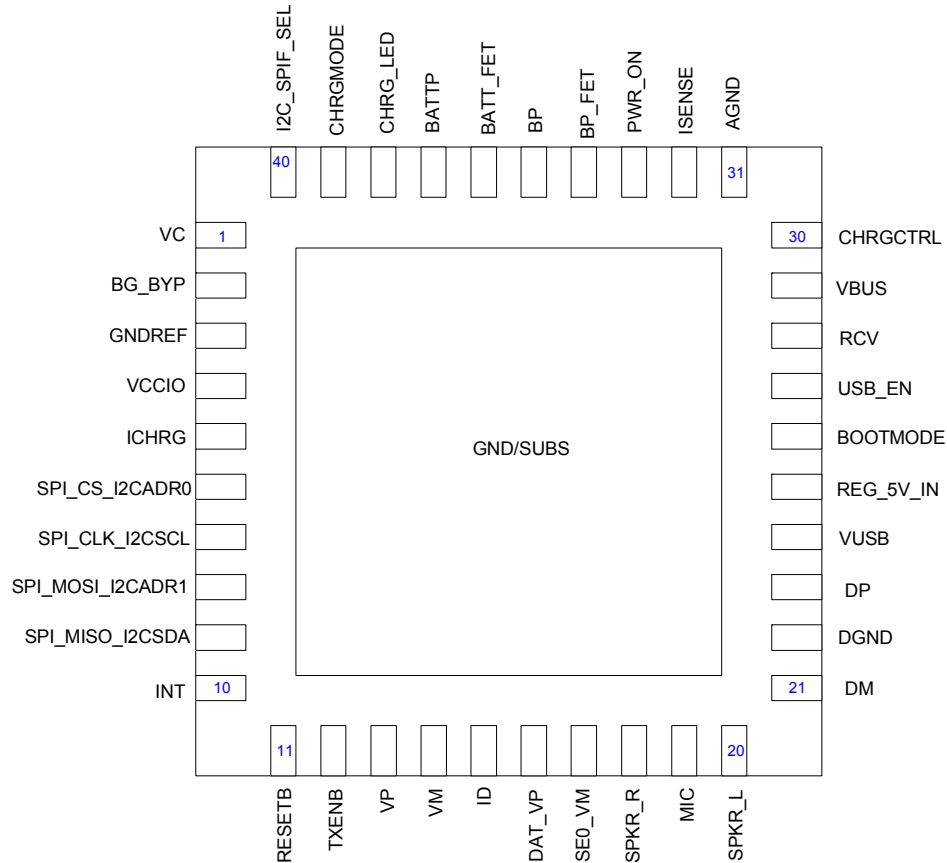 I2C_SPIF_SEL
CHRGMODE
CHRG_LED
BATTP
BATT_FET
BP
BP_FET
PWR_ON
ISENSE
AGND
40
31
VC
1
30
CHRGCTRL
BG_BYP
VBUS
GNDREF
RCV
VCCIO
USB_EN
ICHRG
GND/SUBS
BOOTMODE
SPI_CS_I2CADR0
REG_5V_IN
SPI_CLK_I2CSCL
VUSB
SPI_MOSI_I2CADR1
DP
SPI_MISO_I2CSDA
DGND
INT
10
21
DM
11
20
RESETB
TXENB
VP
VM
ID
DAT_VP
SE0_VM
SPKR_R
MIC
SPKR_L